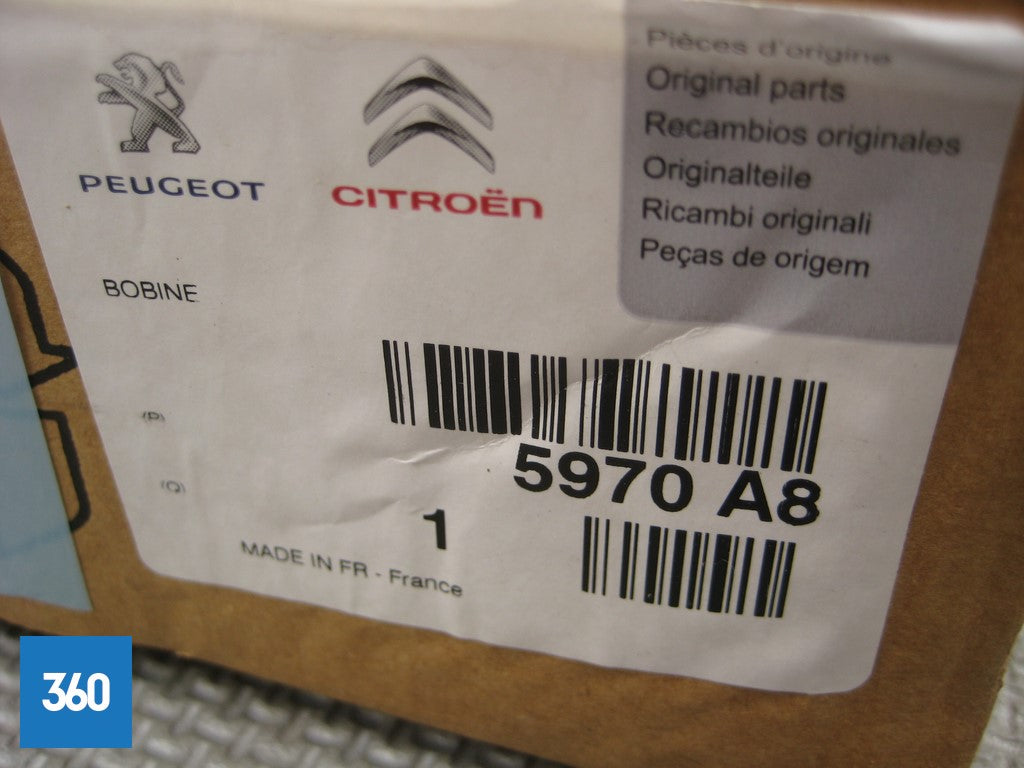 PEUGEOT
CITROËN
Pièces d'origine
Original parts
Recambios originales
Originalteile
Ricambi originali
Peças de origem
BOBINE
(P)
(Q)
5970 A8
1
MADE IN FR - France
360